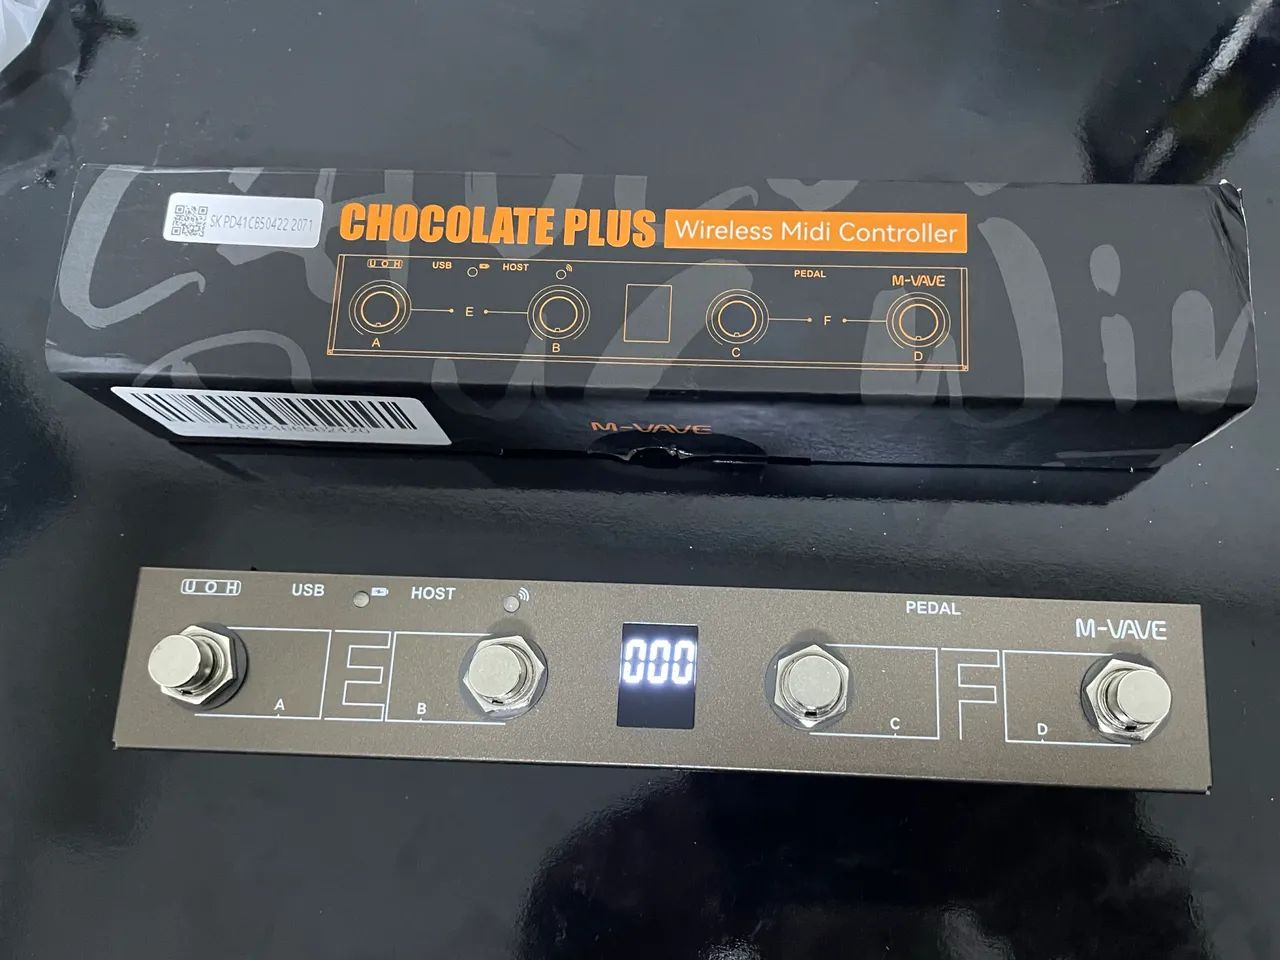 SK PD41CB50422 2071
CHOCOLATE PLUS
Wireless Midi Controller
U O H
USB
HOST
PEDAL
M-VAVE
E
F
A
B
C
D
M-VAVE
U O H
USB
HOST
PEDAL
M-VAVE
000
E
F
A
B
C
D